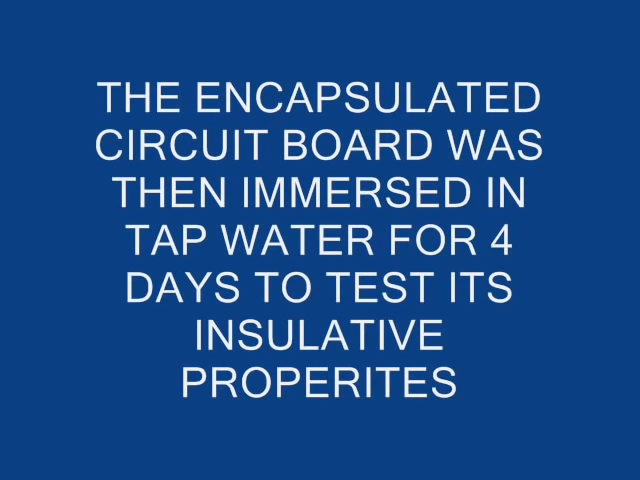 THE ENCAPSULATED
CIRCUIT BOARD WAS
THEN IMMERSED IN
TAP WATER FOR 4
DAYS TO TEST ITS
INSULATIVE
PROPERITES